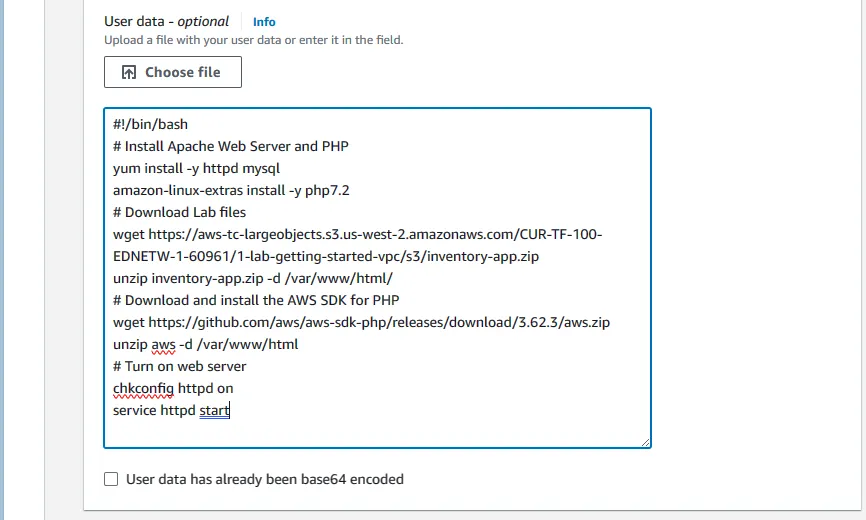 User data - optional Info
Upload a file with your user data or enter it in the field.
Choose file
#!/bin/bash
# Install Apache Web Server and PHP
yum install -y httpd mysql
amazon-linux-extras install -y php7.2
# Download Lab files
wget https://aws-tc-largeobjects.s3.us-west-2.amazonaws.com/CUR-TF-100-
EDNETW-1-60961/1-lab-getting-started-vpc/s3/inventory-app.zip
unzip inventory-app.zip -d /var/www/html/
# Download and install the AWS SDK for PHP
wget https://github.com/aws/aws-sdk-php/releases/download/3.62.3/aws.zip
unzip aws -d /var/www/html
# Turn on web server
chkconfig httpd on
service httpd start
User data has already been base64 encoded